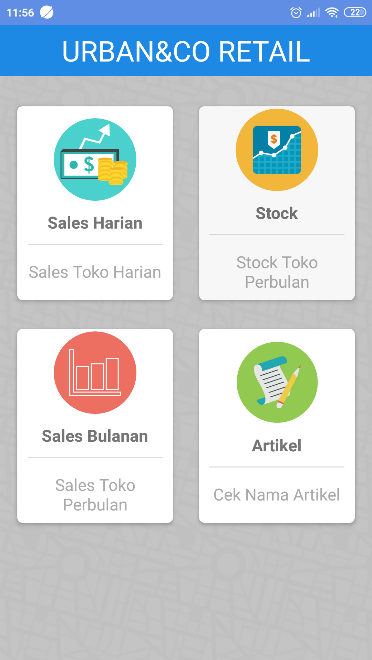 11:56
22
URBAN&CO RETAIL
$
$
Sales Harian
Stock
Sales Toko Harian
Stock Toko
Perbulan
Sales Bulanan
Artikel
Sales Toko
Perbulan
Cek Nama Artikel